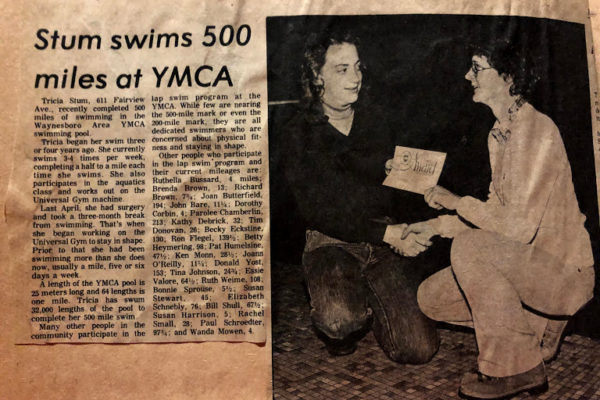 Stum swims 500
miles at YMCA
Tricia Stum, 611 Fairview
Ave., recently completed 500
miles of swimming in the
Waynesboro Area YMCA
swimming pool.
Tricia began her swim three
or four years ago. She currently
swims 3-4 times per week,
completing a half to a mile each
time she swims. She also
participates in the aquatics
class and works out on the
Universal Gym machine.
Last April, she had surgery
and took a three-month break
from swimming. That's when
she began working on the
Universal Gym to stay in shape.
Prior to that she had been
swimming more than she does
now, usually a mile, five or six
days a week.
A length of the YMCA pool is
25 meters long and 64 lengths is
one mile. Tricia has swum
32,000 lengths of the pool to
complete her 500 mile swim.
Many other people in the
community participate in the
lap swim program at the
YMCA. While few are nearing
the 500-mile mark or even the
200-mile mark, they are all
dedicated swimmers who are
concerned about physical fit-
ness and staying in shape.
Other people who participate
in the lap swim program and
their current mileages are:
Ruthella Bussard, 4 miles;
Brenda Brown, 13; Richard
Brown, 7¾; Joan Butterfield,
194; John Bare, 11¼; Dorothy
Corbin, 4; Parolee Chamberlin,
213; Kathy Debrick, 32; Tim
Donovan, 26; Becky Eckstine,
130; Ron Flegel, 139½; Betty
Heymering, 98; Pat Humelsine,
47½; Ken Monn, 28½; Joann
O'Reilly, 11¼; Donald Yost,
153; Tina Johnson, 24¾; Essie
Valore, 64½; Ruth Weime, 108;
Bonnie Sprouse, 5½; Susan
Stewart, 45; Elizabeth
Schnebly, 76; Bill Shull, 67½;
Susan Harrison, 5; Rachel
Small, 28; Paul Schroedler,
97¾; and Wanda Mowen, 4.